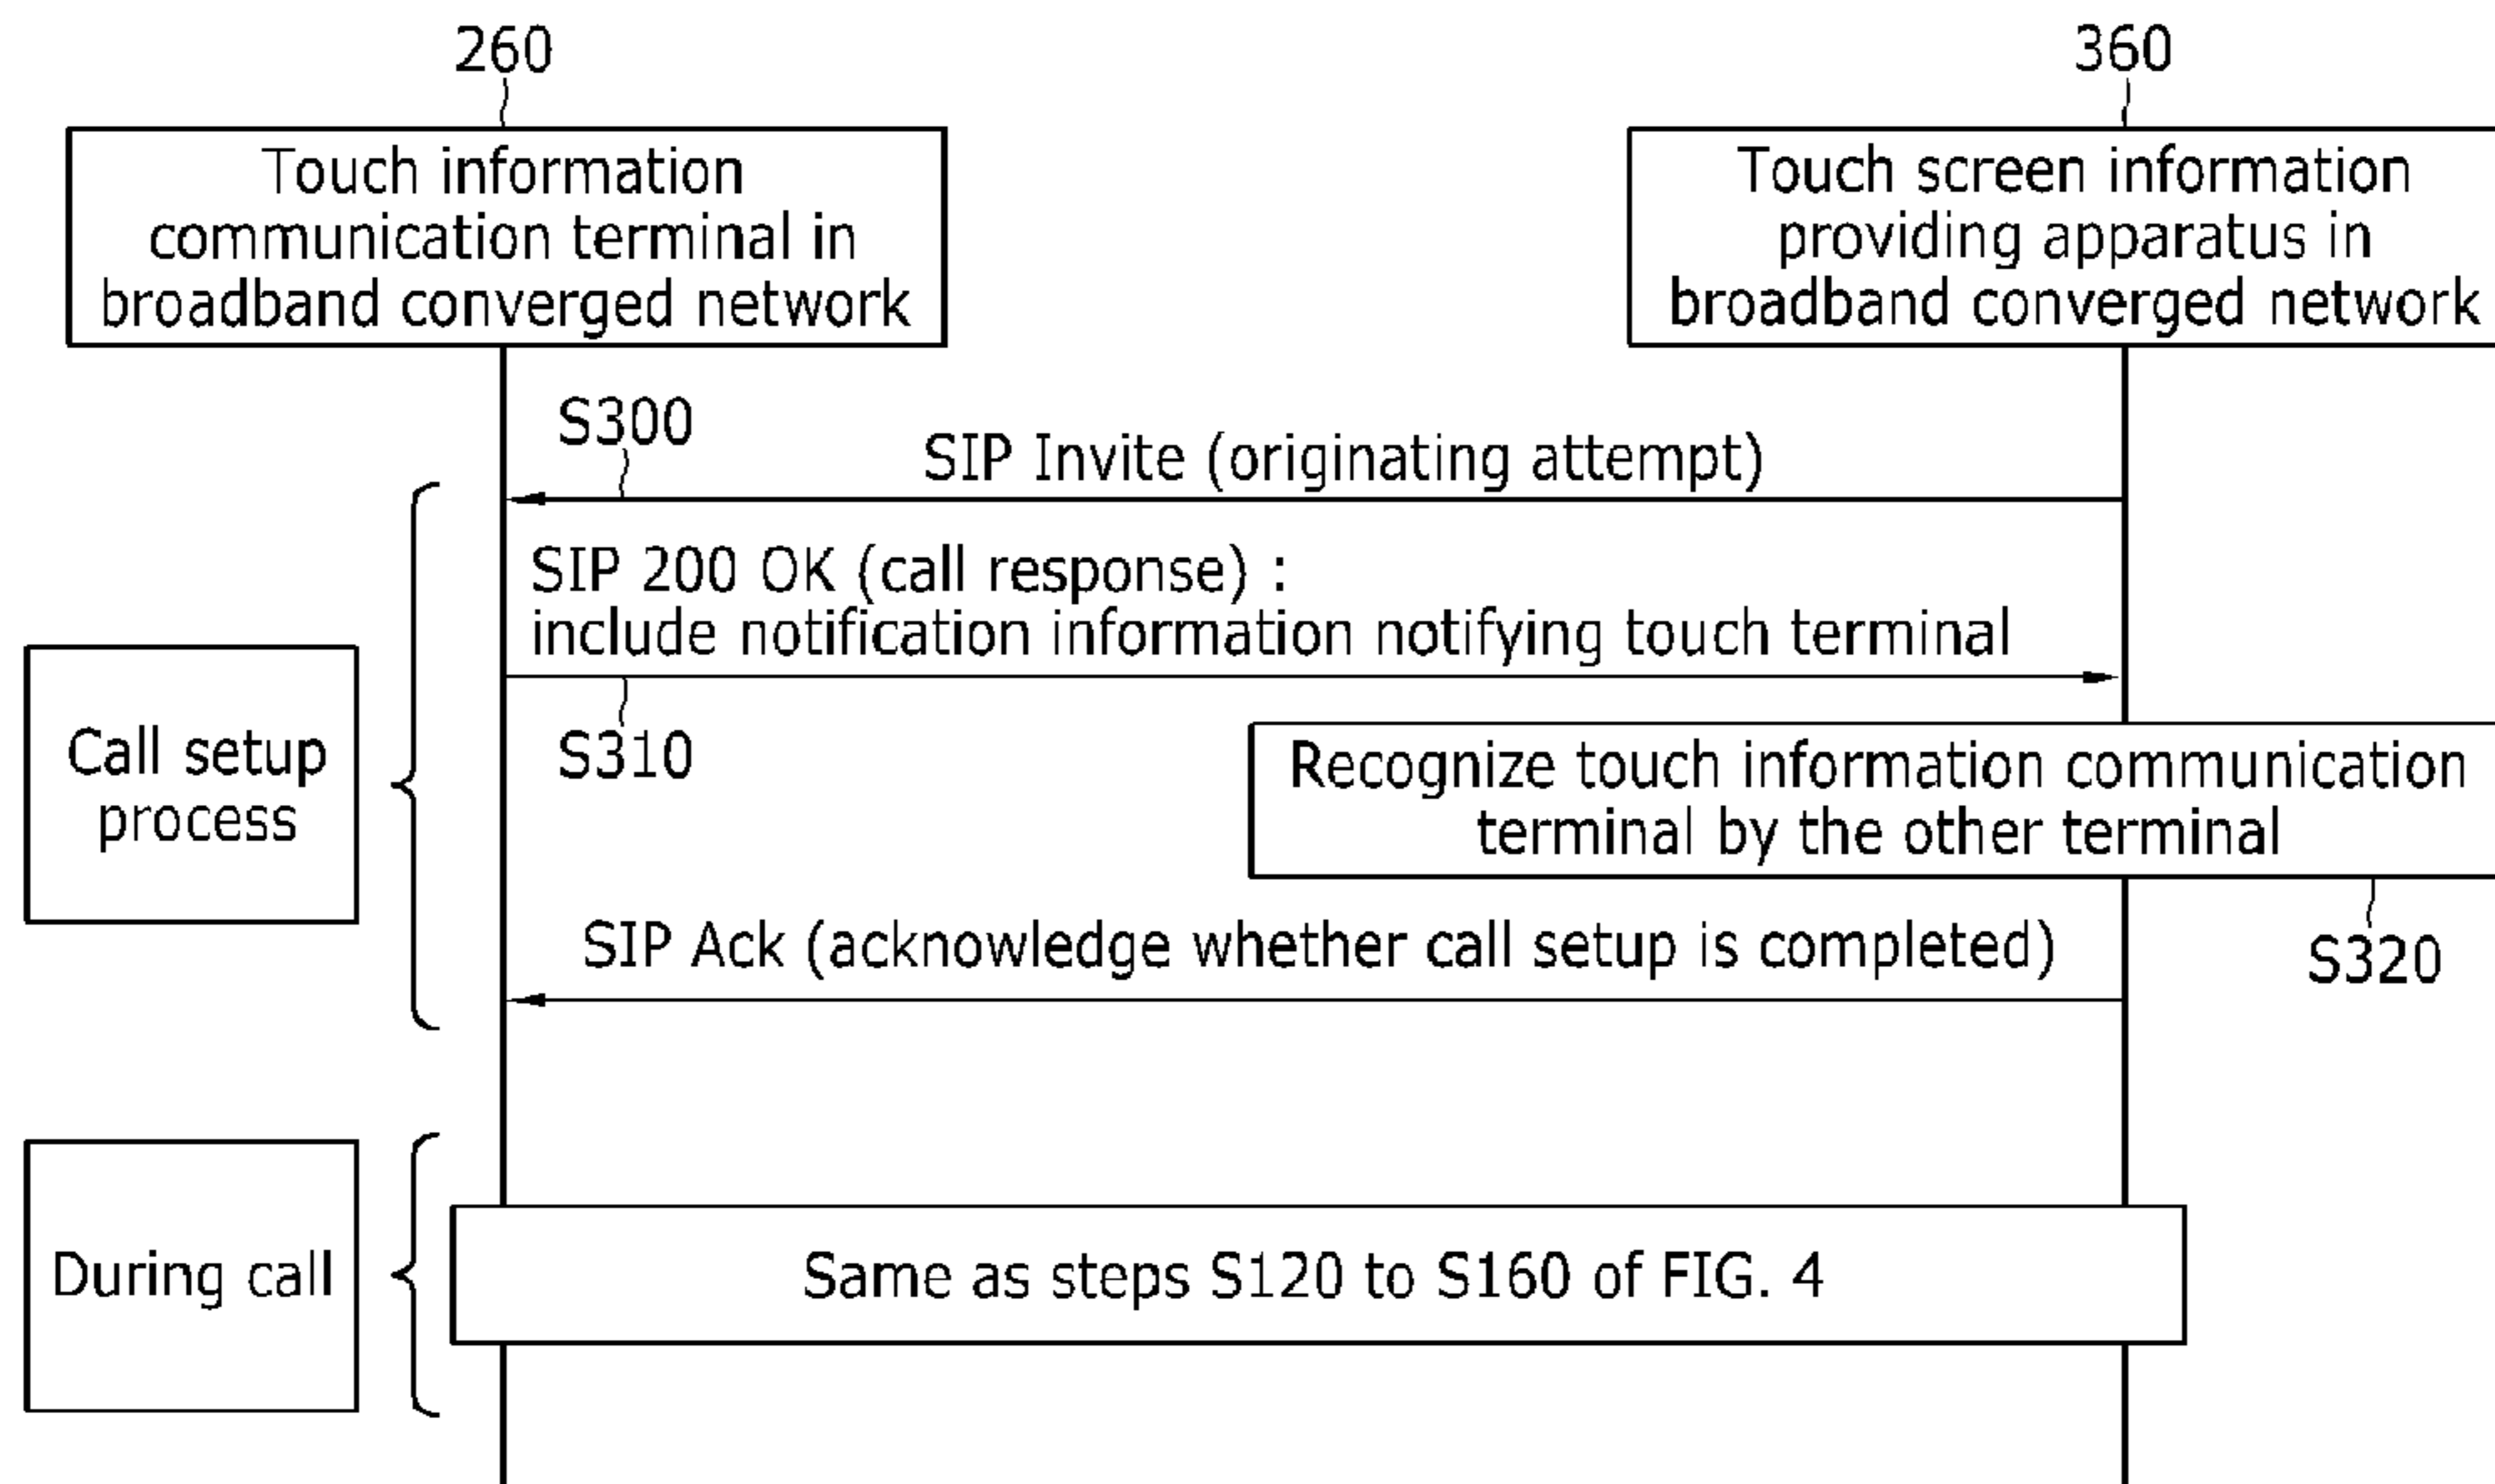 260
360
Touch information
communication terminal in
broadband converged network
Touch screen information
providing apparatus in
broadband converged network
S300
SIP Invite (originating attempt)
SIP 200 OK (call response) :
include notification information notifying touch terminal
S310
Call setup
process
Recognize touch information communication
terminal by the other terminal
SIP Ack (acknowledge whether call setup is completed)
S320
During call
Same as steps S120 to S160 of FIG. 4